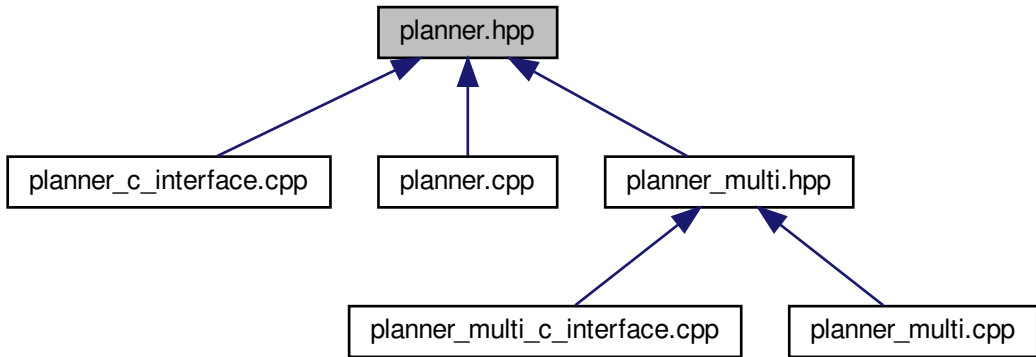 planner.hpp
planner_c_interface.cpp
planner.cpp
planner_multi.hpp
planner_multi_c_interface.cpp
planner_multi.cpp